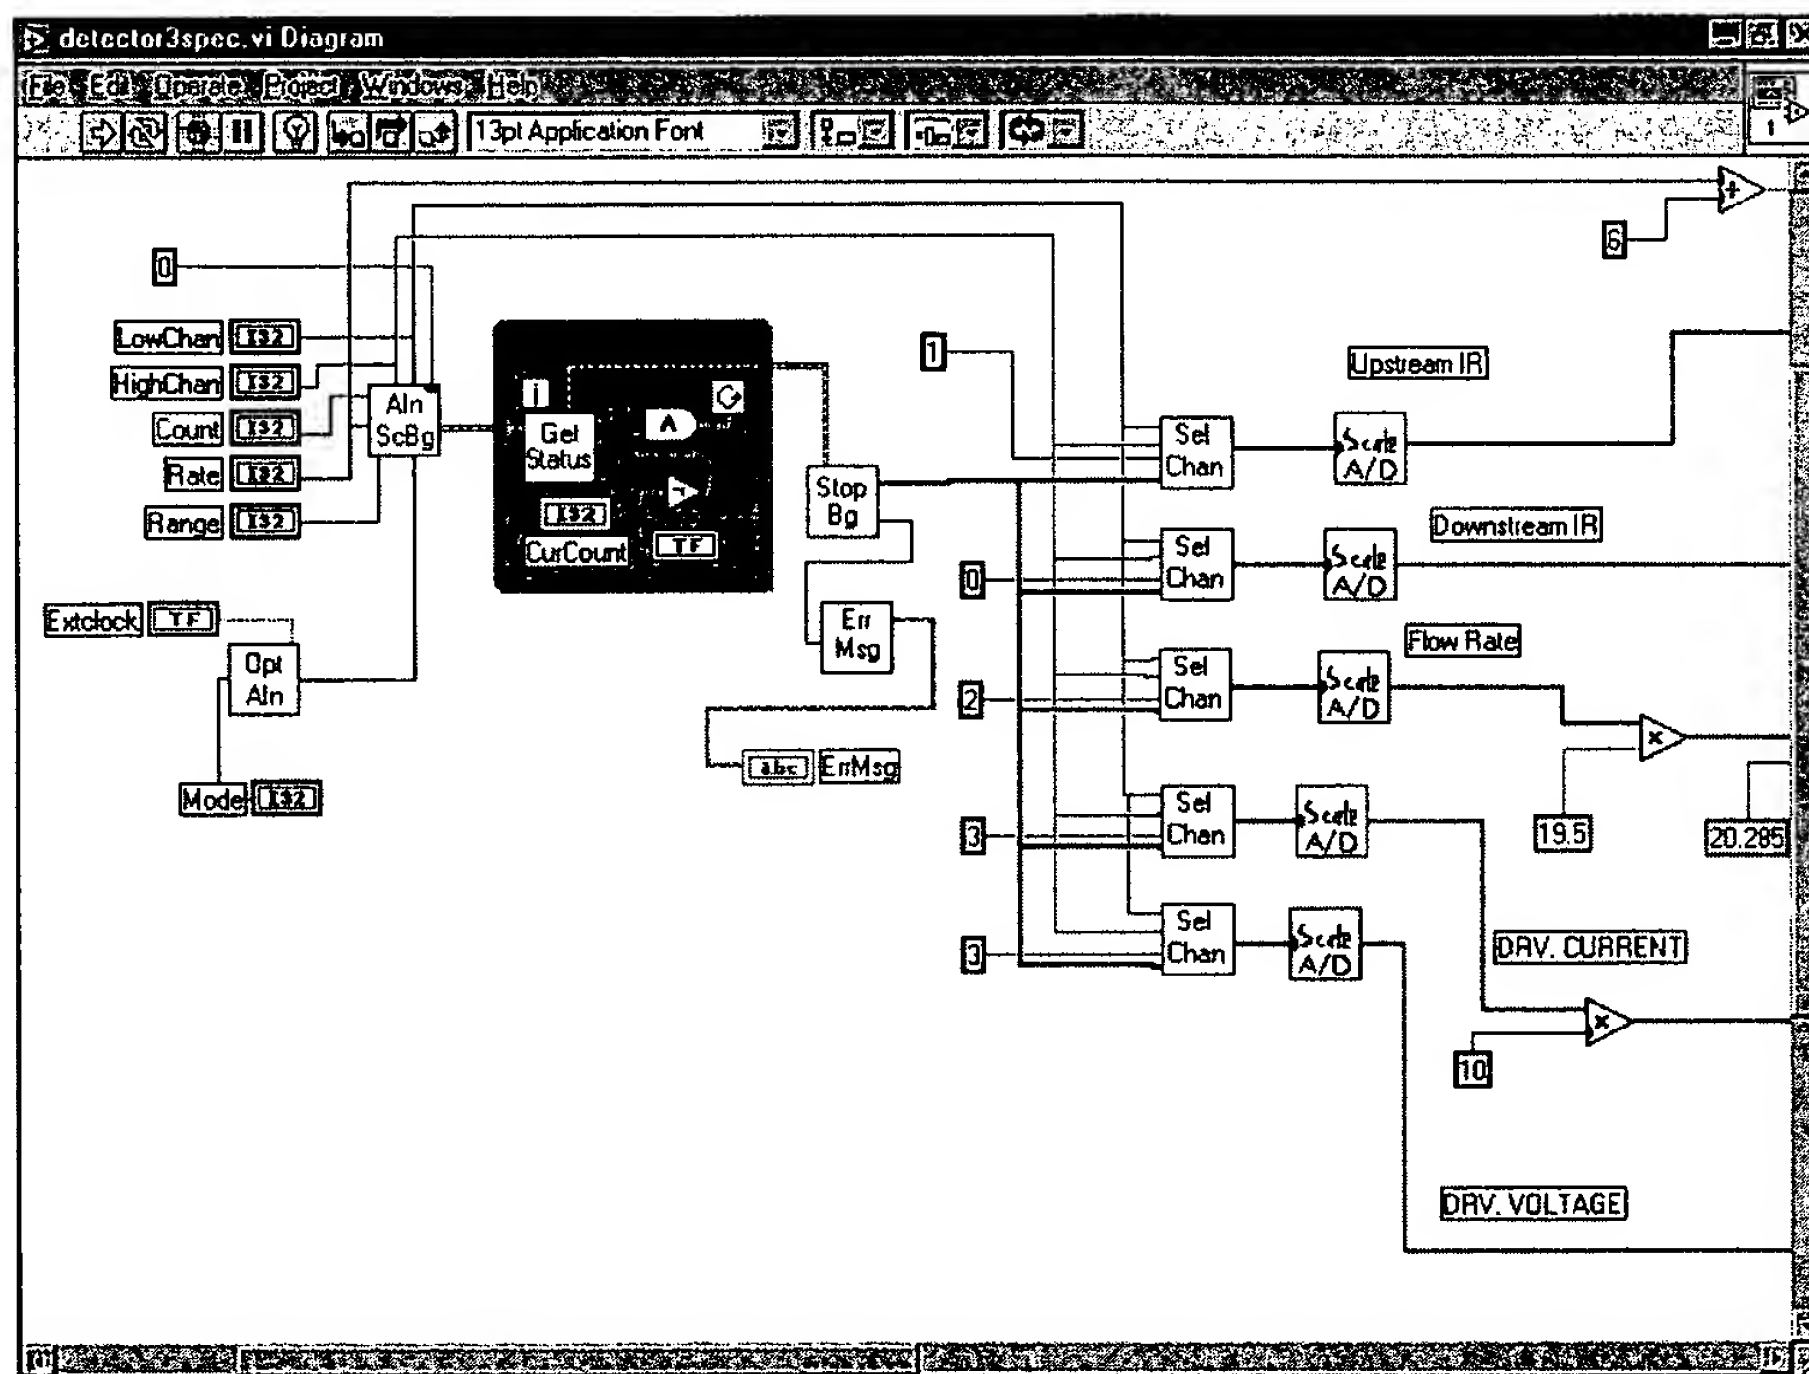 detector3spec.vi Diagram
File Edit Operate Project Windows Help
13pt Application Font
1
+
6
0
LowChan I32
HighChan I32
Count I32
Rate I32
Range I32
AIn
ScBg
i
Get
Status
A
I32
CurCount
TF
Stop
Bg
Err
Msg
abc ErrMsg
Extclock TF
Opt
AIn
Mode I32
1
Sel
Chan
Scale
A/D
Upstream IR
0
Sel
Chan
Scale
A/D
Downstream IR
2
Sel
Chan
Scale
A/D
Flow Rate
x
19.5
20.285
3
Sel
Chan
Scale
A/D
DRV. CURRENT
x
10
3
Sel
Chan
Scale
A/D
DRV. VOLTAGE